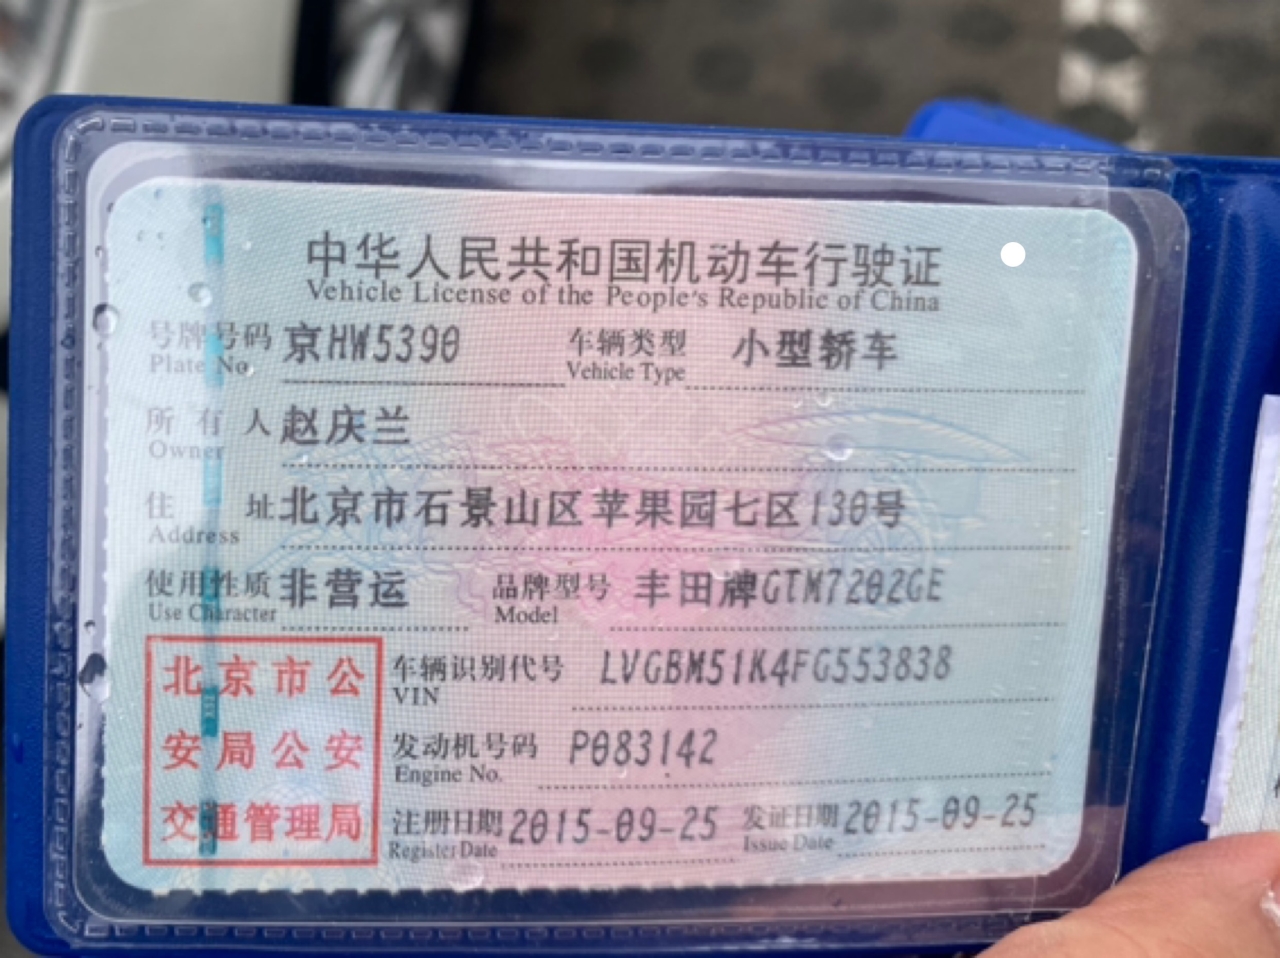 中华人民共和国机动车行驶证
Vehicle License of the People's Republic of China
号牌号码 京HW5390 车辆类型 小型轿车
Plate No. Vehicle Type
所有人 赵庆兰
Owner
住址 北京市石景山区苹果园七区130号
Address
使用性质 非营运 品牌型号 丰田牌GTM7202GE
Use Character Model
车辆识别代号 LVGBM51K4FG553838
VIN
发动机号码 P083142
Engine No.
注册日期 2015-09-25 发证日期 2015-09-25
Register Date Issue Date
北京市公
安局公安
交通管理局